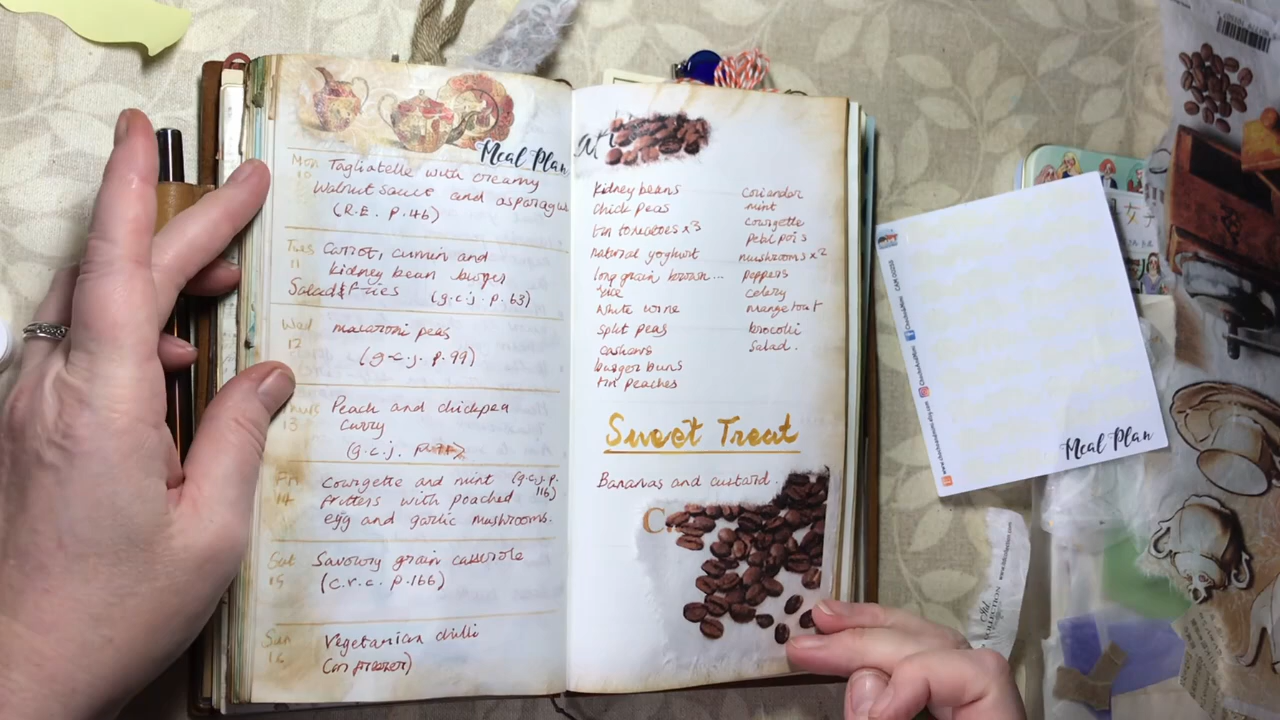 Meal Plan
Mon
10
Tagliatelle with creamy
Walnut sauce and asparagus
(R.E. p.46)
Tues
11
Carrot, cumin and
kidney bean burger
Salad & Fries (g.c.j. p.63)
Wed
12
macaroni peas
(g.c.j. p.99)
Thurs
13
Peach and chickpea
curry
(g.c.j.
Fri
14
Courgette and mint (g.c.j. p.
116)
fritters with poached
egg and garlic mushrooms.
Sat
15
Savoury grain casserole
(c.r.c. p.166)
Sun
16
Vegetarian chilli
(in freezer)
kidney beans
chick peas
tin tomatoes x3
natural yoghurt
long grain brown...
rice
white wine
split peas
cashews
burger buns
tin peaches
coriander
mint
courgette
petit pois
mushrooms x2
peppers
celery
mangetout
brocolli
salad.
Sweet Treat
Bananas and custard.
C
Meal Plan